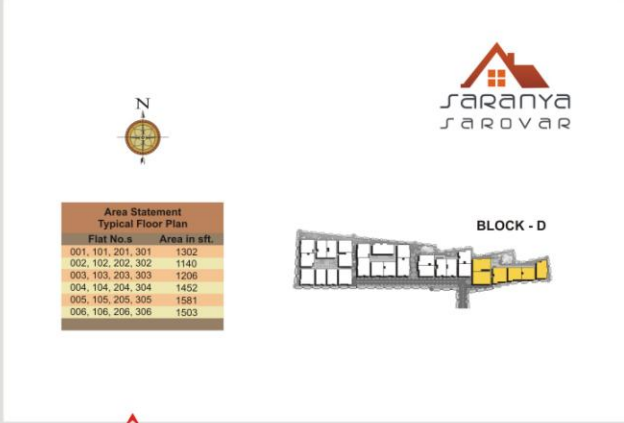 SARANYA
SAROVAR
N
Area Statement
Typical Floor Plan
Flat No.s Area in sft.
001, 101, 201, 301 1302
002, 102, 202, 302 1140
003, 103, 203, 303 1206
004, 104, 204, 304 1452
005, 105, 205, 305 1581
006, 106, 206, 306 1503
BLOCK - D